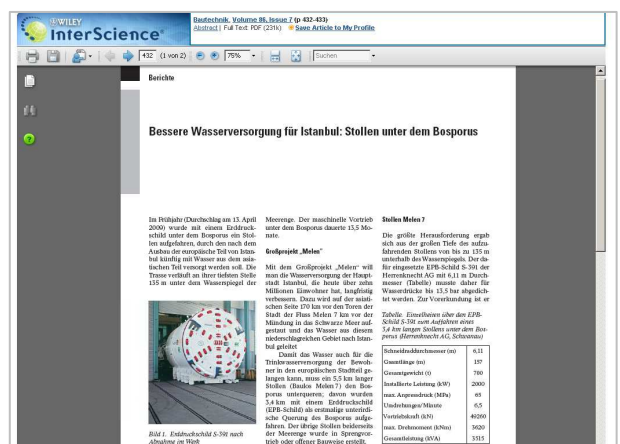 WILEY
InterScience®
Bautechnik, Volume 86, Issue 7 (p 432-433)
Abstract | Full Text: PDF (231k) Save Article to My Profile
432 (1 von 2) 75% Suchen
Berichte
Bessere Wasserversorgung für Istanbul: Stollen unter dem Bosporus
Im Frühjahr (Durchschlag am 13. April
2009) wurde mit einem Erddruck-
schild unter dem Bosporus ein Stol-
len aufgefahren, durch den nach dem
Ausbau der europäische Teil von Istan-
bul künftig mit Wasser aus dem asia-
tischen Teil versorgt werden soll. Die
Trasse verläuft an ihrer tiefsten Stelle
135 m unter dem Wasserspiegel der
Bild 1. Erddruckschild S-391 nach
Abnahme im Werk
Meerenge. Der maschinelle Vortrieb
unter dem Bosporus dauerte 13,5 Mo-
nate.
Großprojekt „Melen“
Mit dem Großprojekt „Melen“ will
man die Wasserversorgung der Haupt-
stadt Istanbul, die heute über zehn
Millionen Einwohner hat, langfristig
verbessern. Dazu wird auf der asiati-
schen Seite 170 km vor den Toren der
Stadt der Fluss Melen 7 km vor der
Mündung in das Schwarze Meer auf-
gestaut und das Wasser aus diesem
niederschlagreichen Gebiet nach Istan-
bul geleitet
Damit das Wasser auch für die
Trinkwasserversorgung der Bewoh-
ner in den europäischen Stadtteil ge-
langen kann, muss ein 5,5 km langer
Stollen (Baulos Melen 7) den Bos-
porus unterqueren; davon wurden
3,4 km mit einem Erddruckschild
(EPB-Schild) als erstmalige unterirdi-
sche Querung des Bosporus aufge-
fahren. Der übrige Stollen beiderseits
der Meerenge wurde in Sprengvor-
trieb oder offener Bauweise erstellt.
Stollen Melen 7
Die größte Herausforderung ergab
sich aus der großen Tiefe des aufzu-
fahrenden Stollens von bis zu 135 m
unterhalb des Wasserspiegels. Der da-
für eingesetzte EPB-Schild S-391 der
Herrenknecht AG mit 6,11 m Durch-
messer (Tabelle) musste daher für
Wasserdrücke bis 13,5 bar abgedich-
tet werden. Zur Vorerkundung ist er
Tabelle. Einzelheiten über den EPB-
Schild S-391 zum Auffahren eines
3,4 km langen Stollens unter dem Bos-
porus (Herrenknecht AG, Schwanau)
Schneidraddurchmesser (m) 6,11
Gesamtlänge (m) 157
Gesamtgewicht (t) 760
Installierte Leistung (kW) 2000
max. Anpressdruck (MPa) 65
Umdrehungen/Minute 6,5
Vortriebskraft (kN) 49260
max. Drehmoment (kNm) 3620
Gesamtleistung (kVA) 3515